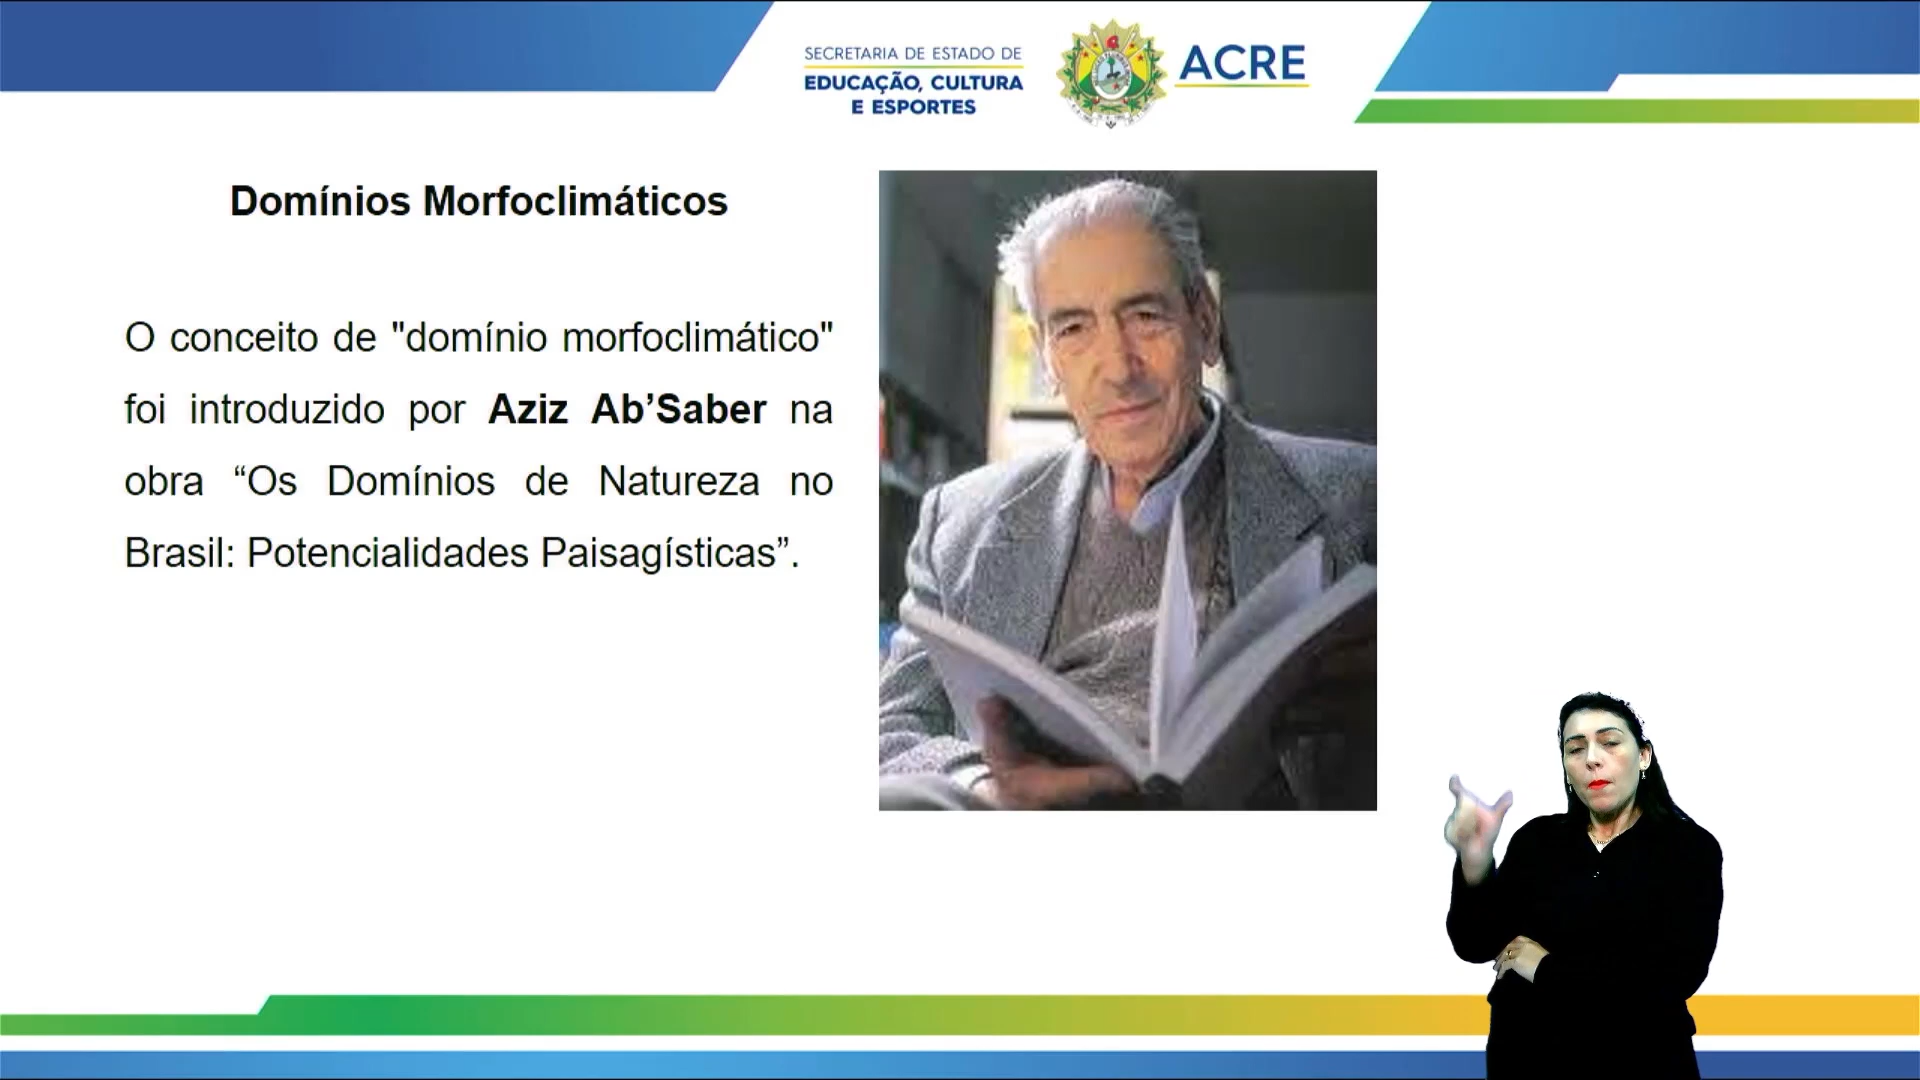 SECRETARIA DE ESTADO DE
EDUCAÇÃO, CULTURA
E ESPORTES
ACRE
Domínios Morfoclimáticos
O conceito de "domínio morfoclimático"
foi introduzido por Aziz Ab’Saber na
obra “Os Domínios de Natureza no
Brasil: Potencialidades Paisagísticas”.